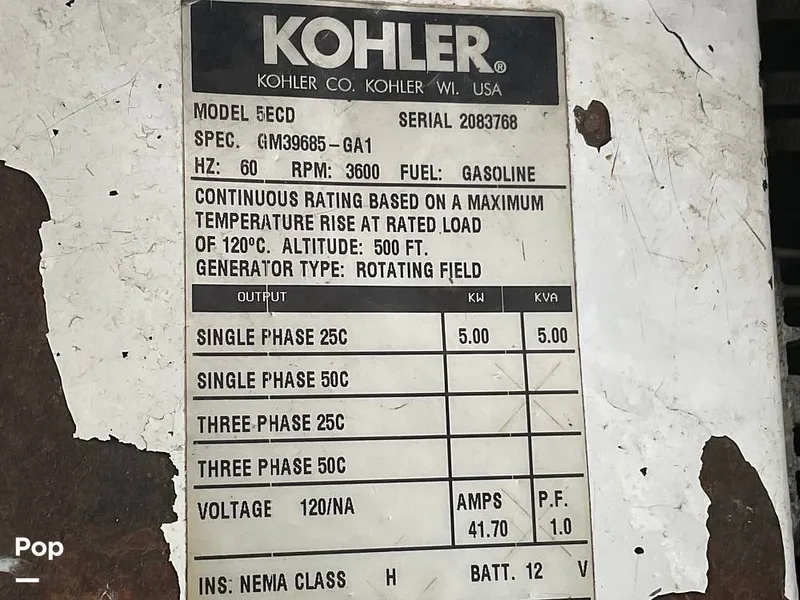 KOHLER®
KOHLER CO. KOHLER WI. USA
MODEL 5ECD SERIAL 2083768
SPEC. GM39685-GA1
HZ: 60 RPM: 3600 FUEL: GASOLINE
CONTINUOUS RATING BASED ON A MAXIMUM
TEMPERATURE RISE AT RATED LOAD
OF 120ºC. ALTITUDE: 500 FT.
GENERATOR TYPE: ROTATING FIELD
OUTPUT KW KVA
SINGLE PHASE 25C 5.00 5.00
SINGLE PHASE 50C
THREE PHASE 25C
THREE PHASE 50C
VOLTAGE 120/NA AMPS P.F.
41.70 1.0
INS: NEMA CLASS H BATT. 12 V
Pop